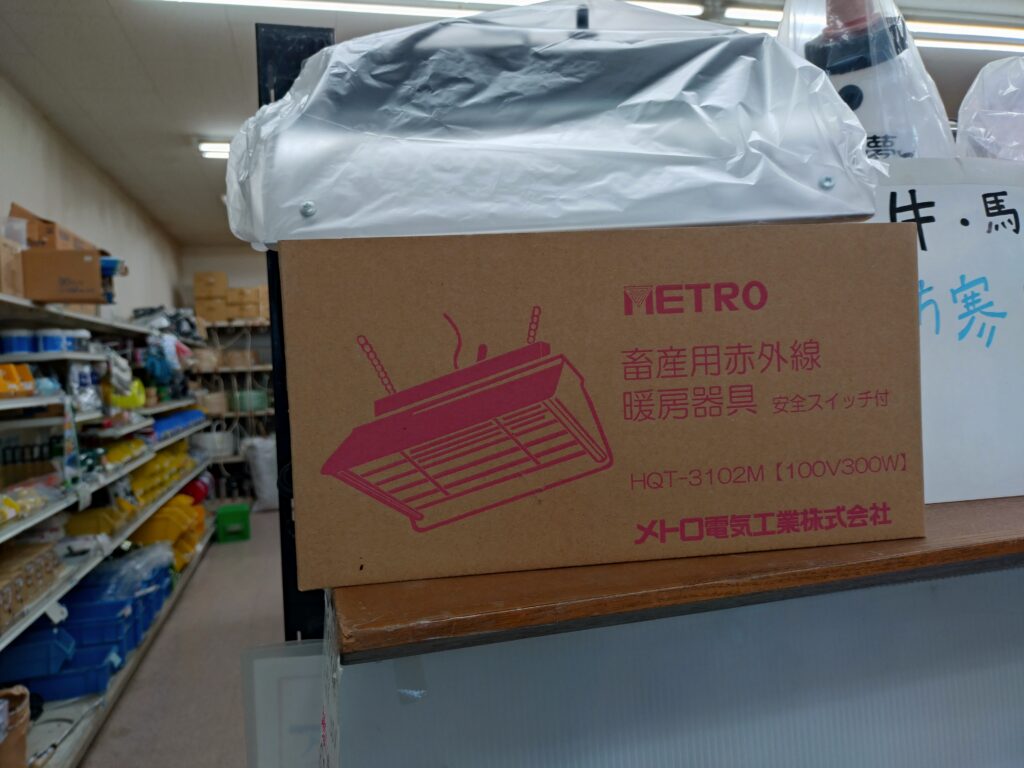 夢
牛・馬
防寒
METRO
畜産用赤外線
暖房器具 安全スイッチ付
HQT-3102M【100V300W】
メトロ電気工業株式会社